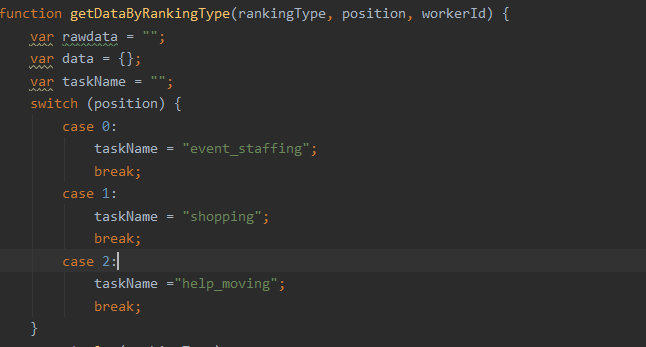 function getDataByRankingType(rankingType, position, workerId) {
    var rawdata = "";
    var data = {};
    var taskName = "";
    switch (position) {
        case 0:
            taskName = "event_staffing";
            break;
        case 1:
            taskName = "shopping";
            break;
        case 2:
            taskName ="help_moving";
            break;
    }